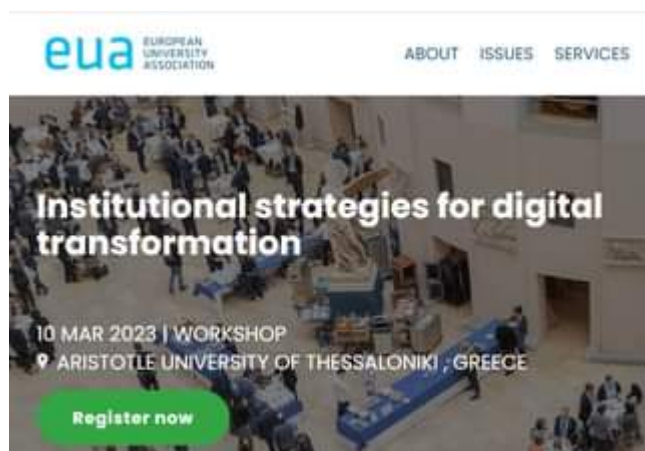 eua EUROPEAN
UNIVERSITY
ASSOCIATION
ABOUT ISSUES SERVICES
Institutional strategies for digital
transformation
10 MAR 2023 | WORKSHOP
ARISTOTLE UNIVERSITY OF THESSALONIKI , GREECE
Register now